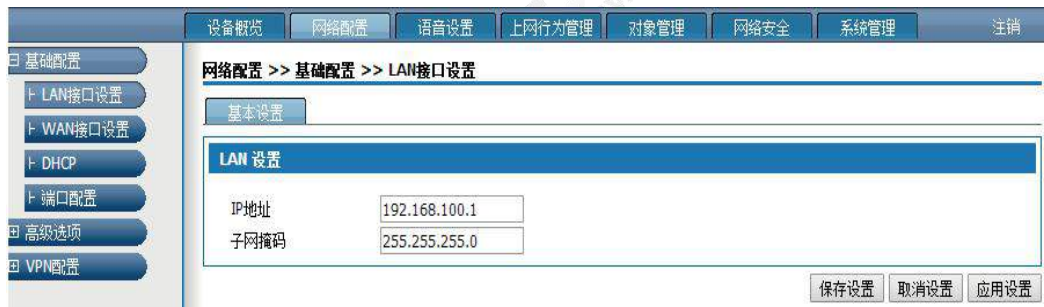 设备概览 网络配置 语音设置 上网行为管理 对象管理 网络安全 系统管理 注销
基础配置
LAN接口设置
WAN接口设置
DHCP
端口配置
高级选项
VPN配置
网络配置 >> 基础配置 >> LAN接口设置
基本设置
LAN 设置
IP地址 192.168.100.1
子网掩码 255.255.255.0
保存设置 取消设置 应用设置